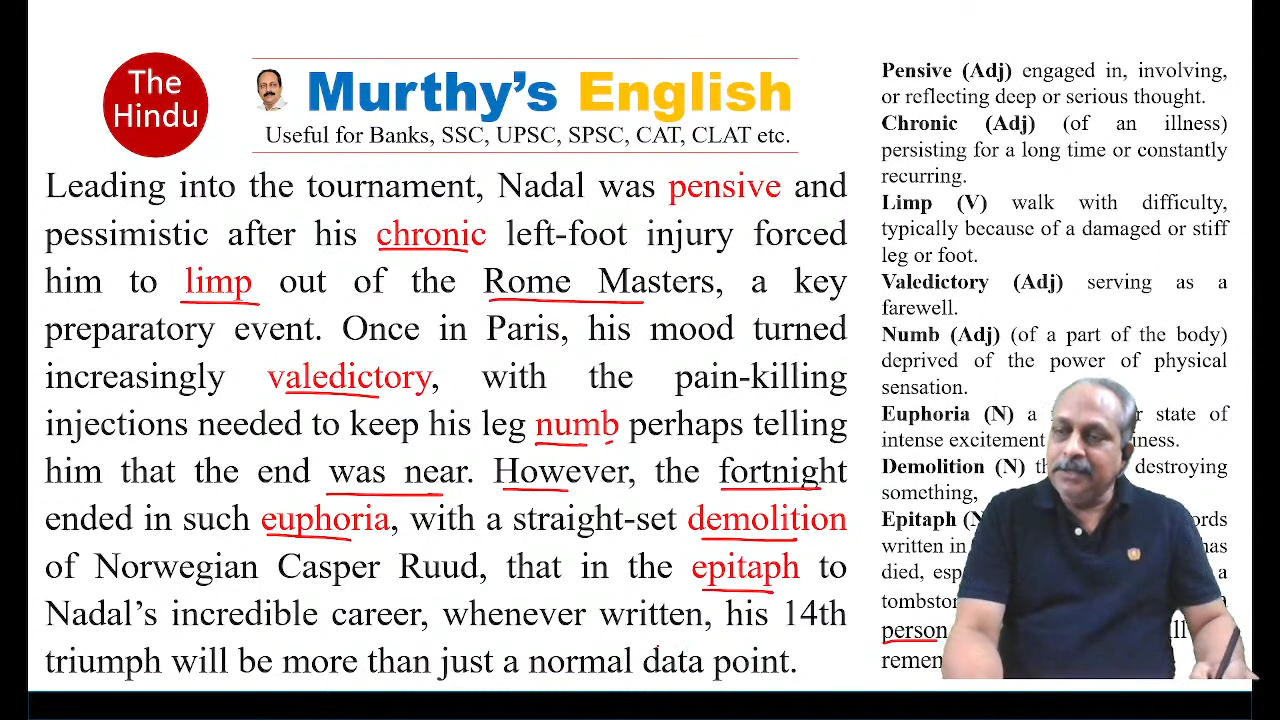 The
Hindu
Murthy's English
Useful for Banks, SSC, UPSC, SPSC, CAT, CLAT etc.
Leading into the tournament, Nadal was pensive and
pessimistic after his chronic left-foot injury forced
him to limp out of the Rome Masters, a key
preparatory event. Once in Paris, his mood turned
increasingly valedictory, with the pain-killing
injections needed to keep his leg numb perhaps telling
him that the end was near. However, the fortnight
ended in such euphoria, with a straight-set demolition
of Norwegian Casper Ruud, that in the epitaph to
Nadal's incredible career, whenever written, his 14th
triumph will be more than just a normal data point.
Pensive (Adj) engaged in, involving,
or reflecting deep or serious thought.
Chronic (Adj) (of an illness)
persisting for a long time or constantly
recurring.
Limp (V) walk with difficulty,
typically because of a damaged or stiff
leg or foot.
Valedictory (Adj) serving as a
farewell.
Numb (Adj) (of a part of the body)
deprived of the power of physical
sensation.
Euphoria (N) a state of
intense excitement
Demolition (N) destroying
something,
Epitaph
written in has
died, a
person